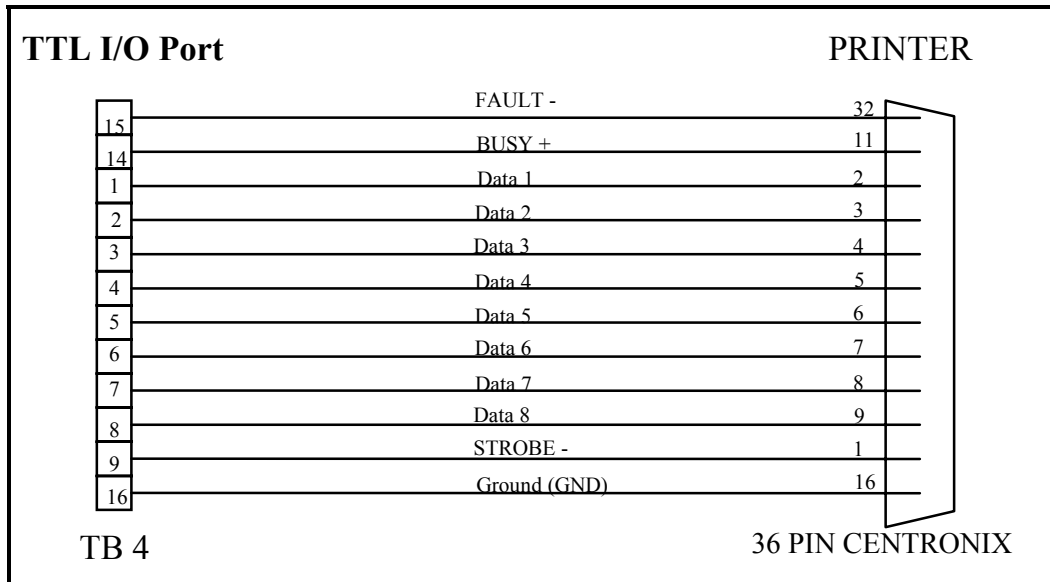 TTL I/O Port PRINTER
15 FAULT - 32
14 BUSY + 11
1 Data 1 2
2 Data 2 3
3 Data 3 4
4 Data 4 5
5 Data 5 6
6 Data 6 7
7 Data 7 8
8 Data 8 9
9 STROBE - 1
16 Ground (GND) 16
TB 4 36 PIN CENTRONIX